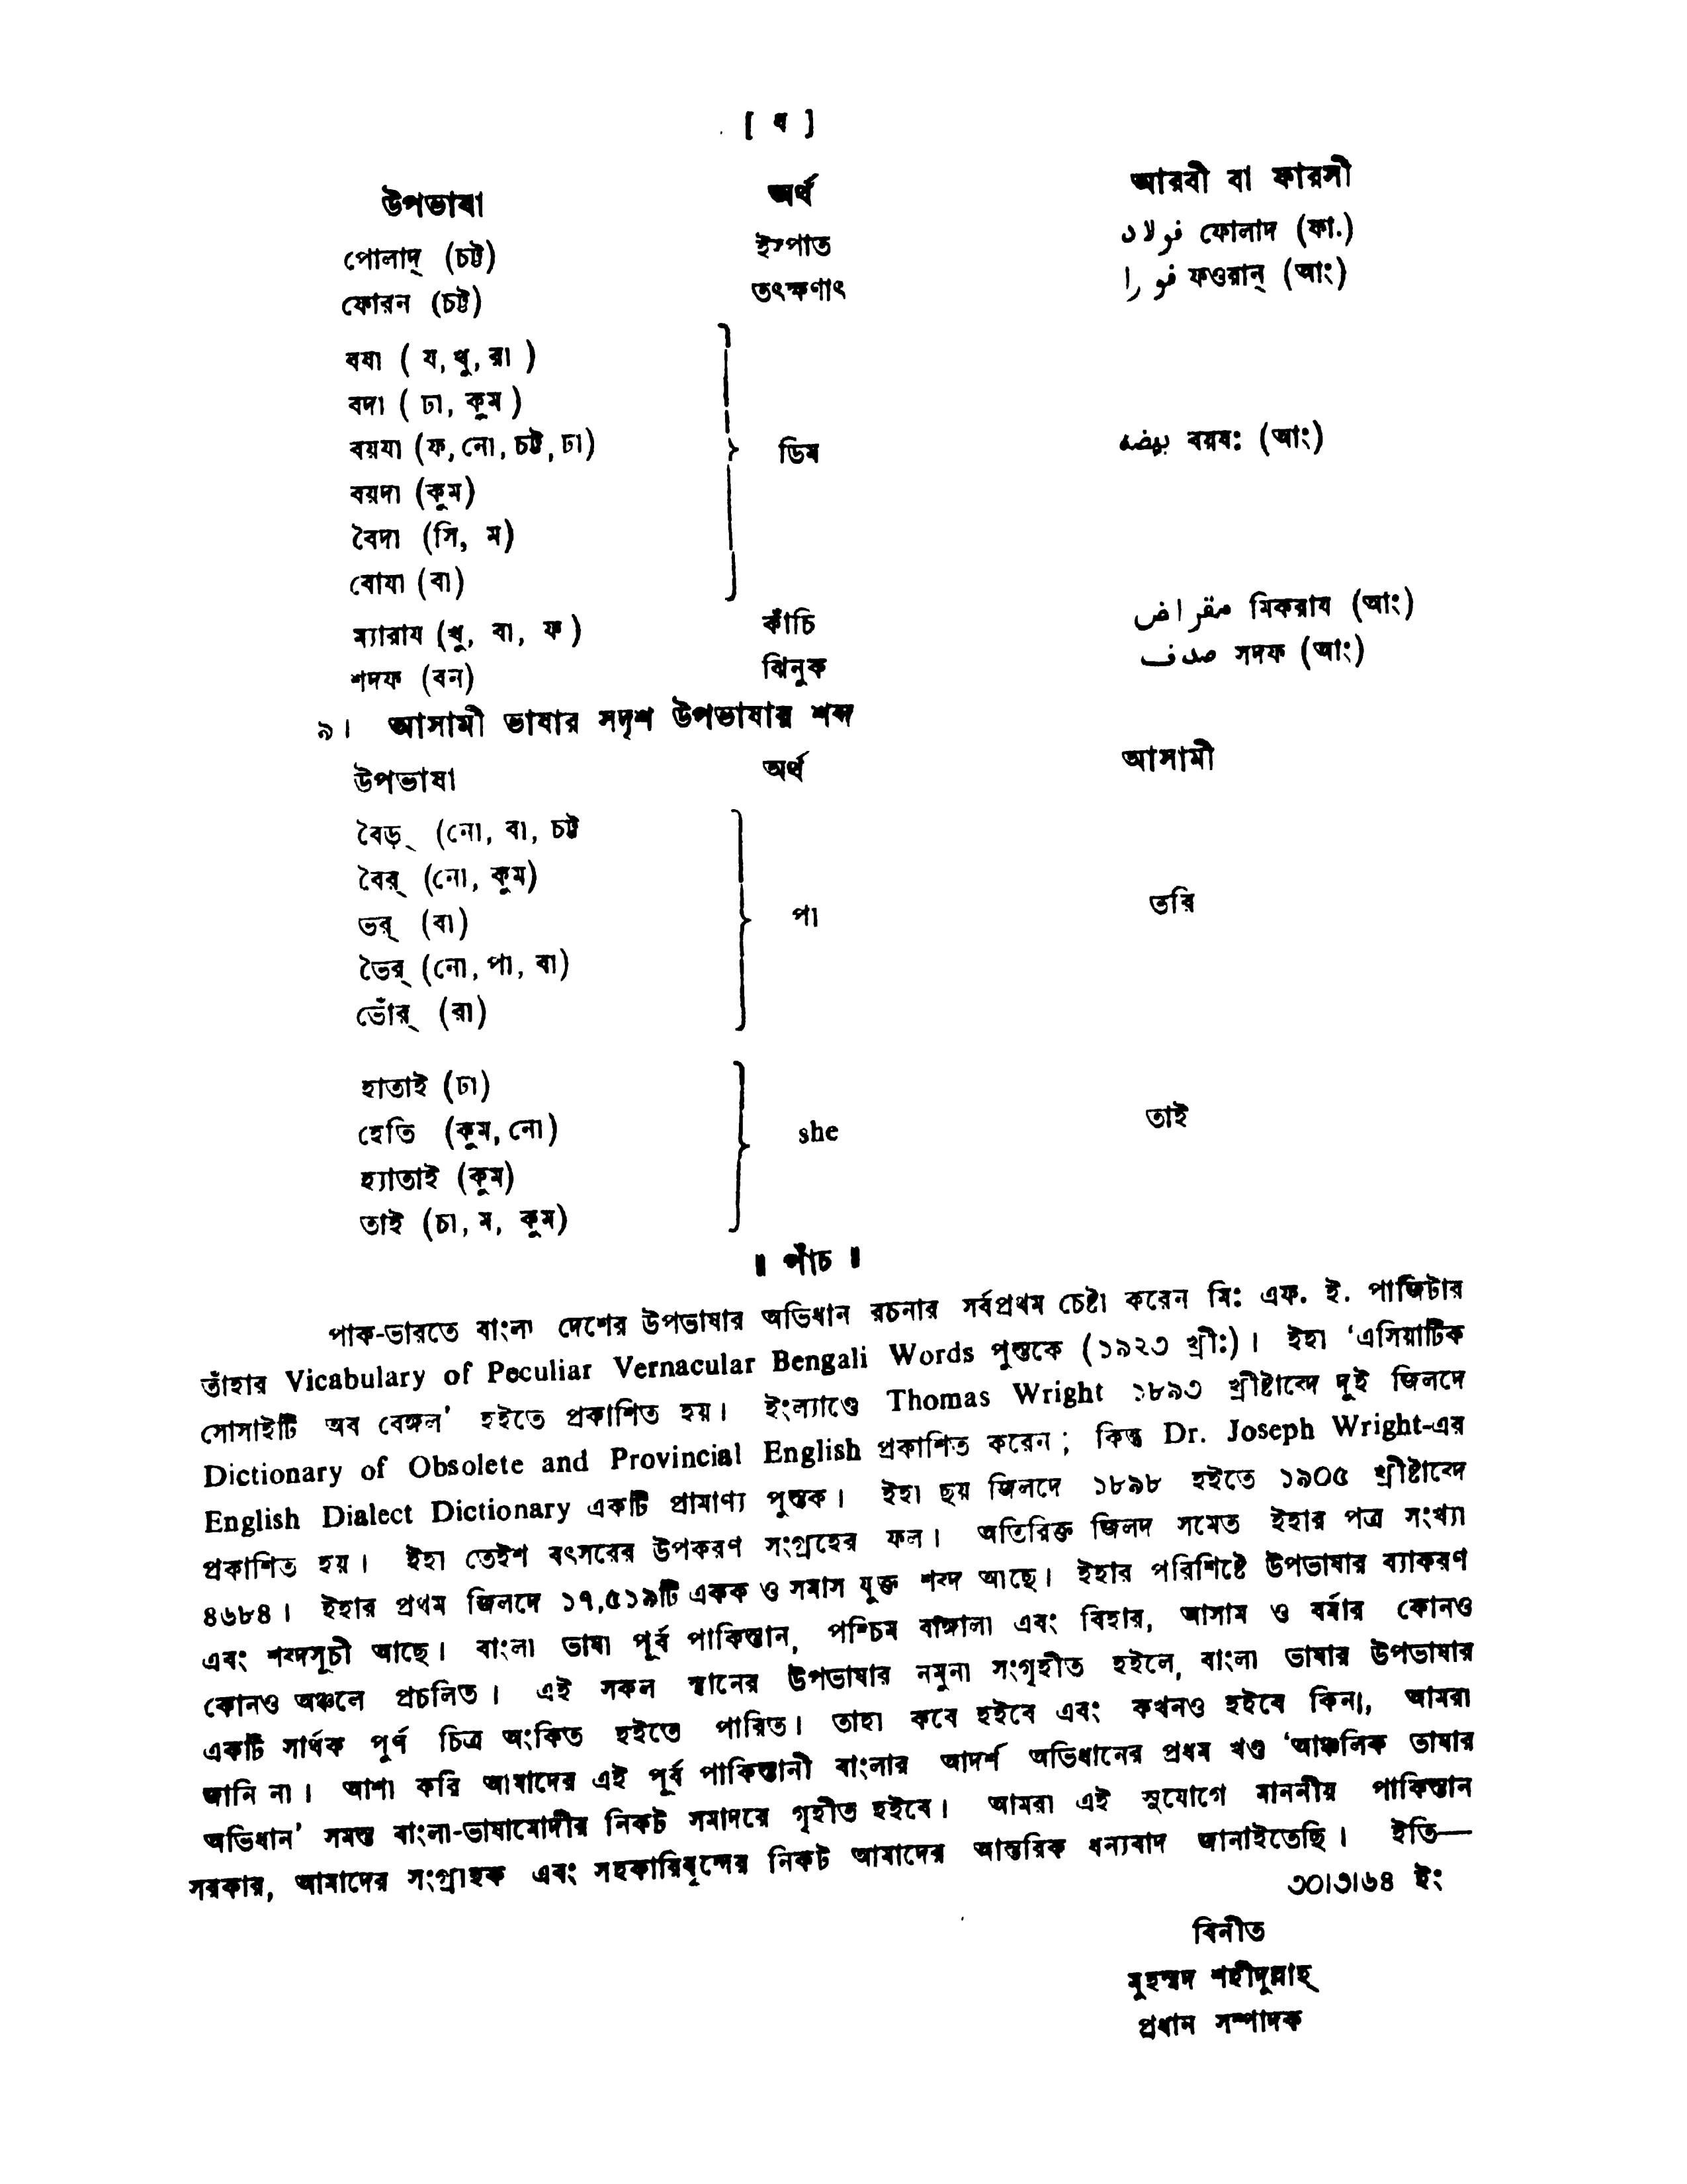 [ ধ ]
উপভাষা অর্থ আরবী বা ফারসী
পোলাদ্ (চট্ট) ইস্পাত فولاد ফোলাদ (ফা.)
ফোরন (চট্ট) তৎক্ষণাৎ فورا ফওরান্ (আং)
বযা ( য, খু, রা )
বদা ( ঢা, কুম )
বয়যা (ফ, নো, চট্ট, ঢা) ডিম بيضه বয়য: (আং)
বয়দা (কুম)
বৈদা (সি, ম)
বোযা (বা)
ম্যারায (খু, বা, ফ ) কাঁচি مقراض মিকরায (আং)
শদফ (বন) ঝিনুক صدف সদফ (আং)
৯। আসামী ভাষার সদৃশ উপভাষার শব্দ
উপভাষা অর্থ আসামী
বৈড়্ (নো, বা, চট্ট
বৈর্ (নো, কুম)
ভর্ (বা) পা তরি
ভৈর্ (নো, পা, বা)
ভোঁর্ (রা)
হাতাই (ঢা)
হেতি (কুম, নো) she তাই
হ্যাতাই (কুম)
তাই (চা, ম, কুম)
॥ পাঁচ ॥
পাক-ভারতে বাংলা দেশের উপভাষার অভিধান রচনার সর্বপ্রথম চেষ্টা করেন মি: এফ. ই. পার্জিটার
তাঁহার Vicabulary of Peculiar Vernacular Bengali Words পুস্তকে (১৯২৩ খ্রী:)। ইহা ‘এসিয়াটিক
সোসাইটি অব বেঙ্গল’ হইতে প্রকাশিত হয়। ইংল্যাণ্ডে Thomas Wright ১৮৯৩ খ্রীষ্টাব্দে দুই জিলদে
Dictionary of Obsolete and Provincial English প্রকাশিত করেন; কিন্তু Dr. Joseph Wright-এর
English Dialect Dictionary একটি প্রামাণ্য পুস্তক। ইহা ছয় জিলদে ১৮৯৮ হইতে ১৯০৫ খ্রীষ্টাব্দে
প্রকাশিত হয়। ইহা তেইশ বৎসরের উপকরণ সংগ্রহের ফল। অতিরিক্ত জিলদ সমেত ইহার পত্র সংখ্যা
৪৬৮৪। ইহার প্রথম জিলদে ১৭,৫১৯টি একক ও সমাস যুক্ত শব্দ আছে। ইহার পরিশিষ্টে উপভাষার ব্যাকরণ
এবং শব্দসূচী আছে। বাংলা ভাষা পূর্ব পাকিস্তান, পশ্চিম বাঙ্গালা এবং বিহার, আসাম ও বর্মার কোনও
কোনও অঞ্চলে প্রচলিত। এই সকল স্থানের উপভাষার নমুনা সংগৃহীত হইলে, বাংলা ভাষার উপভাষার
একটি সার্থক পূর্ণ চিত্র অংকিত হইতে পারিত। তাহা কবে হইবে এবং কখনও হইবে কিনা, আমরা
জানি না। আশা করি আমাদের এই পূর্ব পাকিস্তানী বাংলার আদর্শ অভিধানের প্রথম খণ্ড ‘আঞ্চলিক ভাষার
অভিধান’ সমস্ত বাংলা-ভাষামোদীর নিকট সমাদরে গৃহীত হইবে। আমরা এই সুযোগে মাননীয় পাকিস্তান
সরকার, আমাদের সংগ্রাহক এবং সহকারিবৃন্দের নিকট আমাদের আন্তরিক ধন্যবাদ জানাইতেছি। ইতি—
৩০।৩।৬৪ ইং
বিনীত
মুহম্মদ শহীদুল্লাহ্
প্রধান সম্পাদক